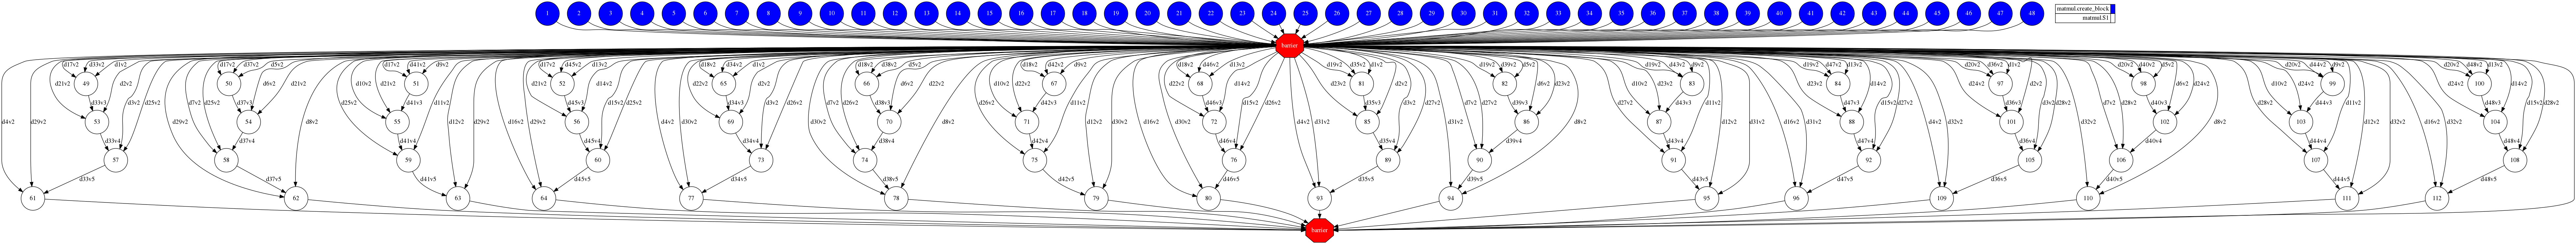 1 2 3 4 5 6 7 8 9 10 11 12 13 14 15 16 17 18 19 20 21 22 23 24 25 26 27 28 29 30 31 32 33 34 35 36 37 38 39 40 41 42 43 44 45 46 47 48
matmul.create_block
matmul.S1
barrier
d17v2 d33v2 d1v2 d17v2 d37v2 d5v2 d17v2 d41v2 d9v2 d17v2 d45v2 d13v2 d18v2 d34v2 d1v2 d18v2 d38v2 d5v2 d18v2 d42v2 d9v2 d18v2 d46v2 d13v2 d19v2 d35v2 d1v2 d19v2 d39v2 d5v2 d19v2 d43v2 d9v2 d19v2 d47v2 d13v2 d20v2 d36v2 d1v2 d20v2 d40v2 d5v2 d20v2 d44v2 d9v2 d20v2 d48v2 d13v2
d21v2 49 d2v2 50 d6v2 d21v2 d10v2 d21v2 51 d21v2 52 d14v2 d22v2 65 d2v2 66 d6v2 d22v2 d10v2 d22v2 67 d22v2 68 d14v2 d23v2 81 d2v2 82 d6v2 d23v2 d10v2 d23v2 83 d23v2 84 d14v2 d24v2 97 d2v2 98 d6v2 d24v2 d10v2 d24v2 99 d24v2 100 d14v2
d33v3 d3v2 d25v2 d7v2 d25v2 d37v3 d25v2 d41v3 d11v2 d45v3 d15v2 d25v2 d34v3 d3v2 d26v2 d7v2 d26v2 d38v3 d26v2 d42v3 d11v2 d46v3 d15v2 d26v2 d35v3 d3v2 d27v2 d7v2 d27v2 d39v3 d27v2 d43v3 d11v2 d47v3 d15v2 d27v2 d36v3 d3v2 d28v2 d7v2 d28v2 d40v3 d28v2 d44v3 d11v2 d48v3 d15v2 d28v2
d4v2 d29v2 53 d29v2 54 d8v2 55 d12v2 d29v2 d16v2 d29v2 56 d4v2 d30v2 69 d30v2 70 d8v2 71 d12v2 d30v2 d16v2 d30v2 72 d4v2 d31v2 85 d31v2 86 d8v2 87 d12v2 d31v2 d16v2 d31v2 88 d4v2 d32v2 101 d32v2 102 d8v2 103 d12v2 d32v2 d16v2 d32v2 104
d33v4 d37v4 d41v4 d45v4 d34v4 d38v4 d42v4 d46v4 d35v4 d39v4 d43v4 d47v4 d36v4 d40v4 d44v4 d48v4
57 58 59 60 73 74 75 76 89 90 91 92 105 106 107 108
d33v5 d37v5 d41v5 d45v5 d34v5 d38v5 d42v5 d46v5 d35v5 d39v5 d43v5 d47v5 d36v5 d40v5 d44v5 d48v5
61 62 63 64 77 78 79 80 93 94 95 96 109 110 111 112
barrier